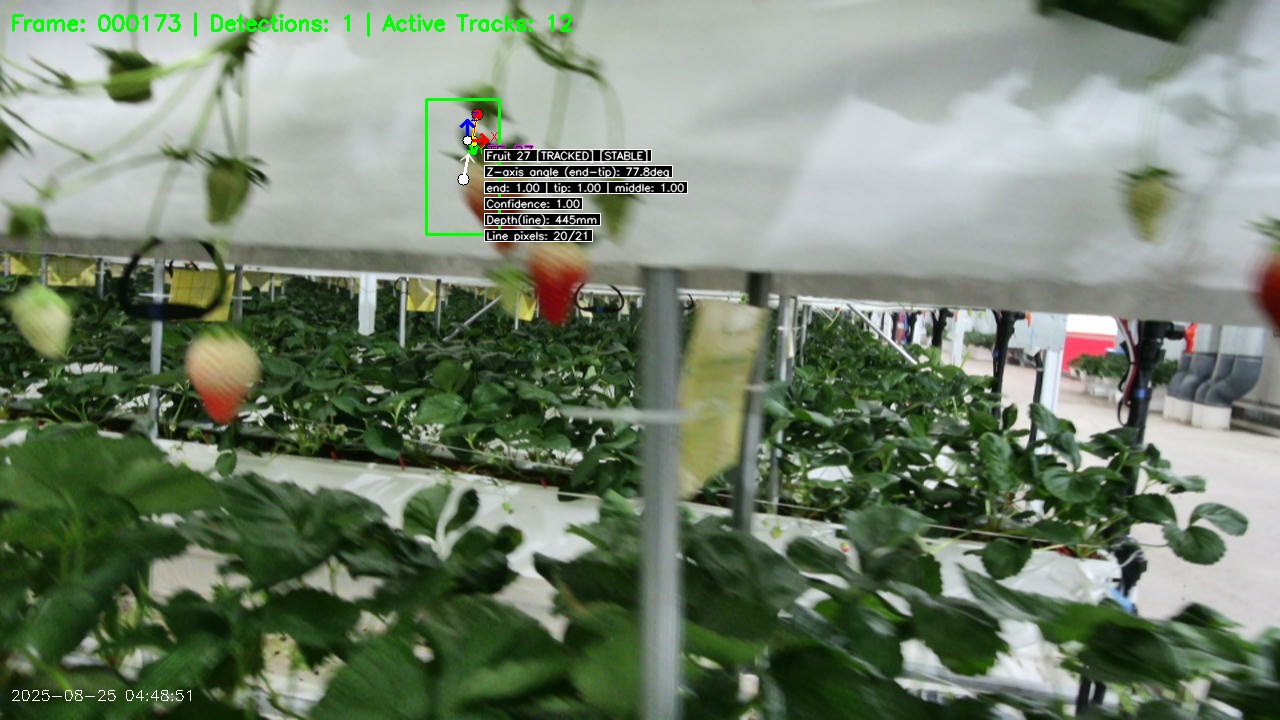 Frame: 000173 | Detections: 1 | Active Tracks: 12
X
Fruit 27 [TRACKED] [STABLE]
Z-axis angle (end-tip): 77.8deg
end: 1.00 | tip: 1.00 | middle: 1.00
Confidence: 1.00
Depth(line): 445mm
Line pixels: 20/21
2025-08-25 04:48:51